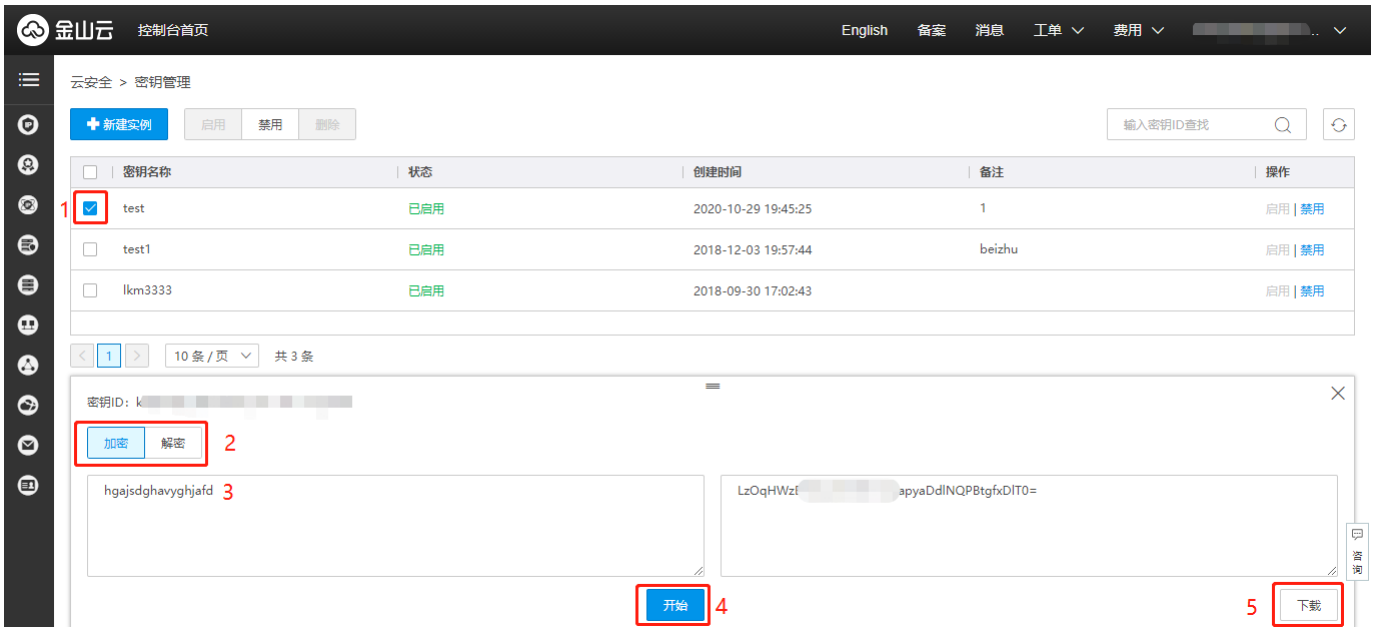 金山云 控制台首页 English 备案 消息 工单 费用 ..
云安全 > 密钥管理
新建实例 启用 禁用 删除 输入密钥ID查找
密钥名称 状态 创建时间 备注 操作
1 test 已启用 2020-10-29 19:45:25 1 启用 | 禁用
test1 已启用 2018-12-03 19:57:44 beizhu 启用 | 禁用
lkm3333 已启用 2018-09-30 17:02:43 启用 | 禁用
< 1 > 10 条 / 页 共 3 条
密钥ID: k
加密 解密 2
hgajsdghavyghjafd 3 LzOqHWz apyaDdlNQPBtgfxDlT0=
咨询
开始 4 5 下载